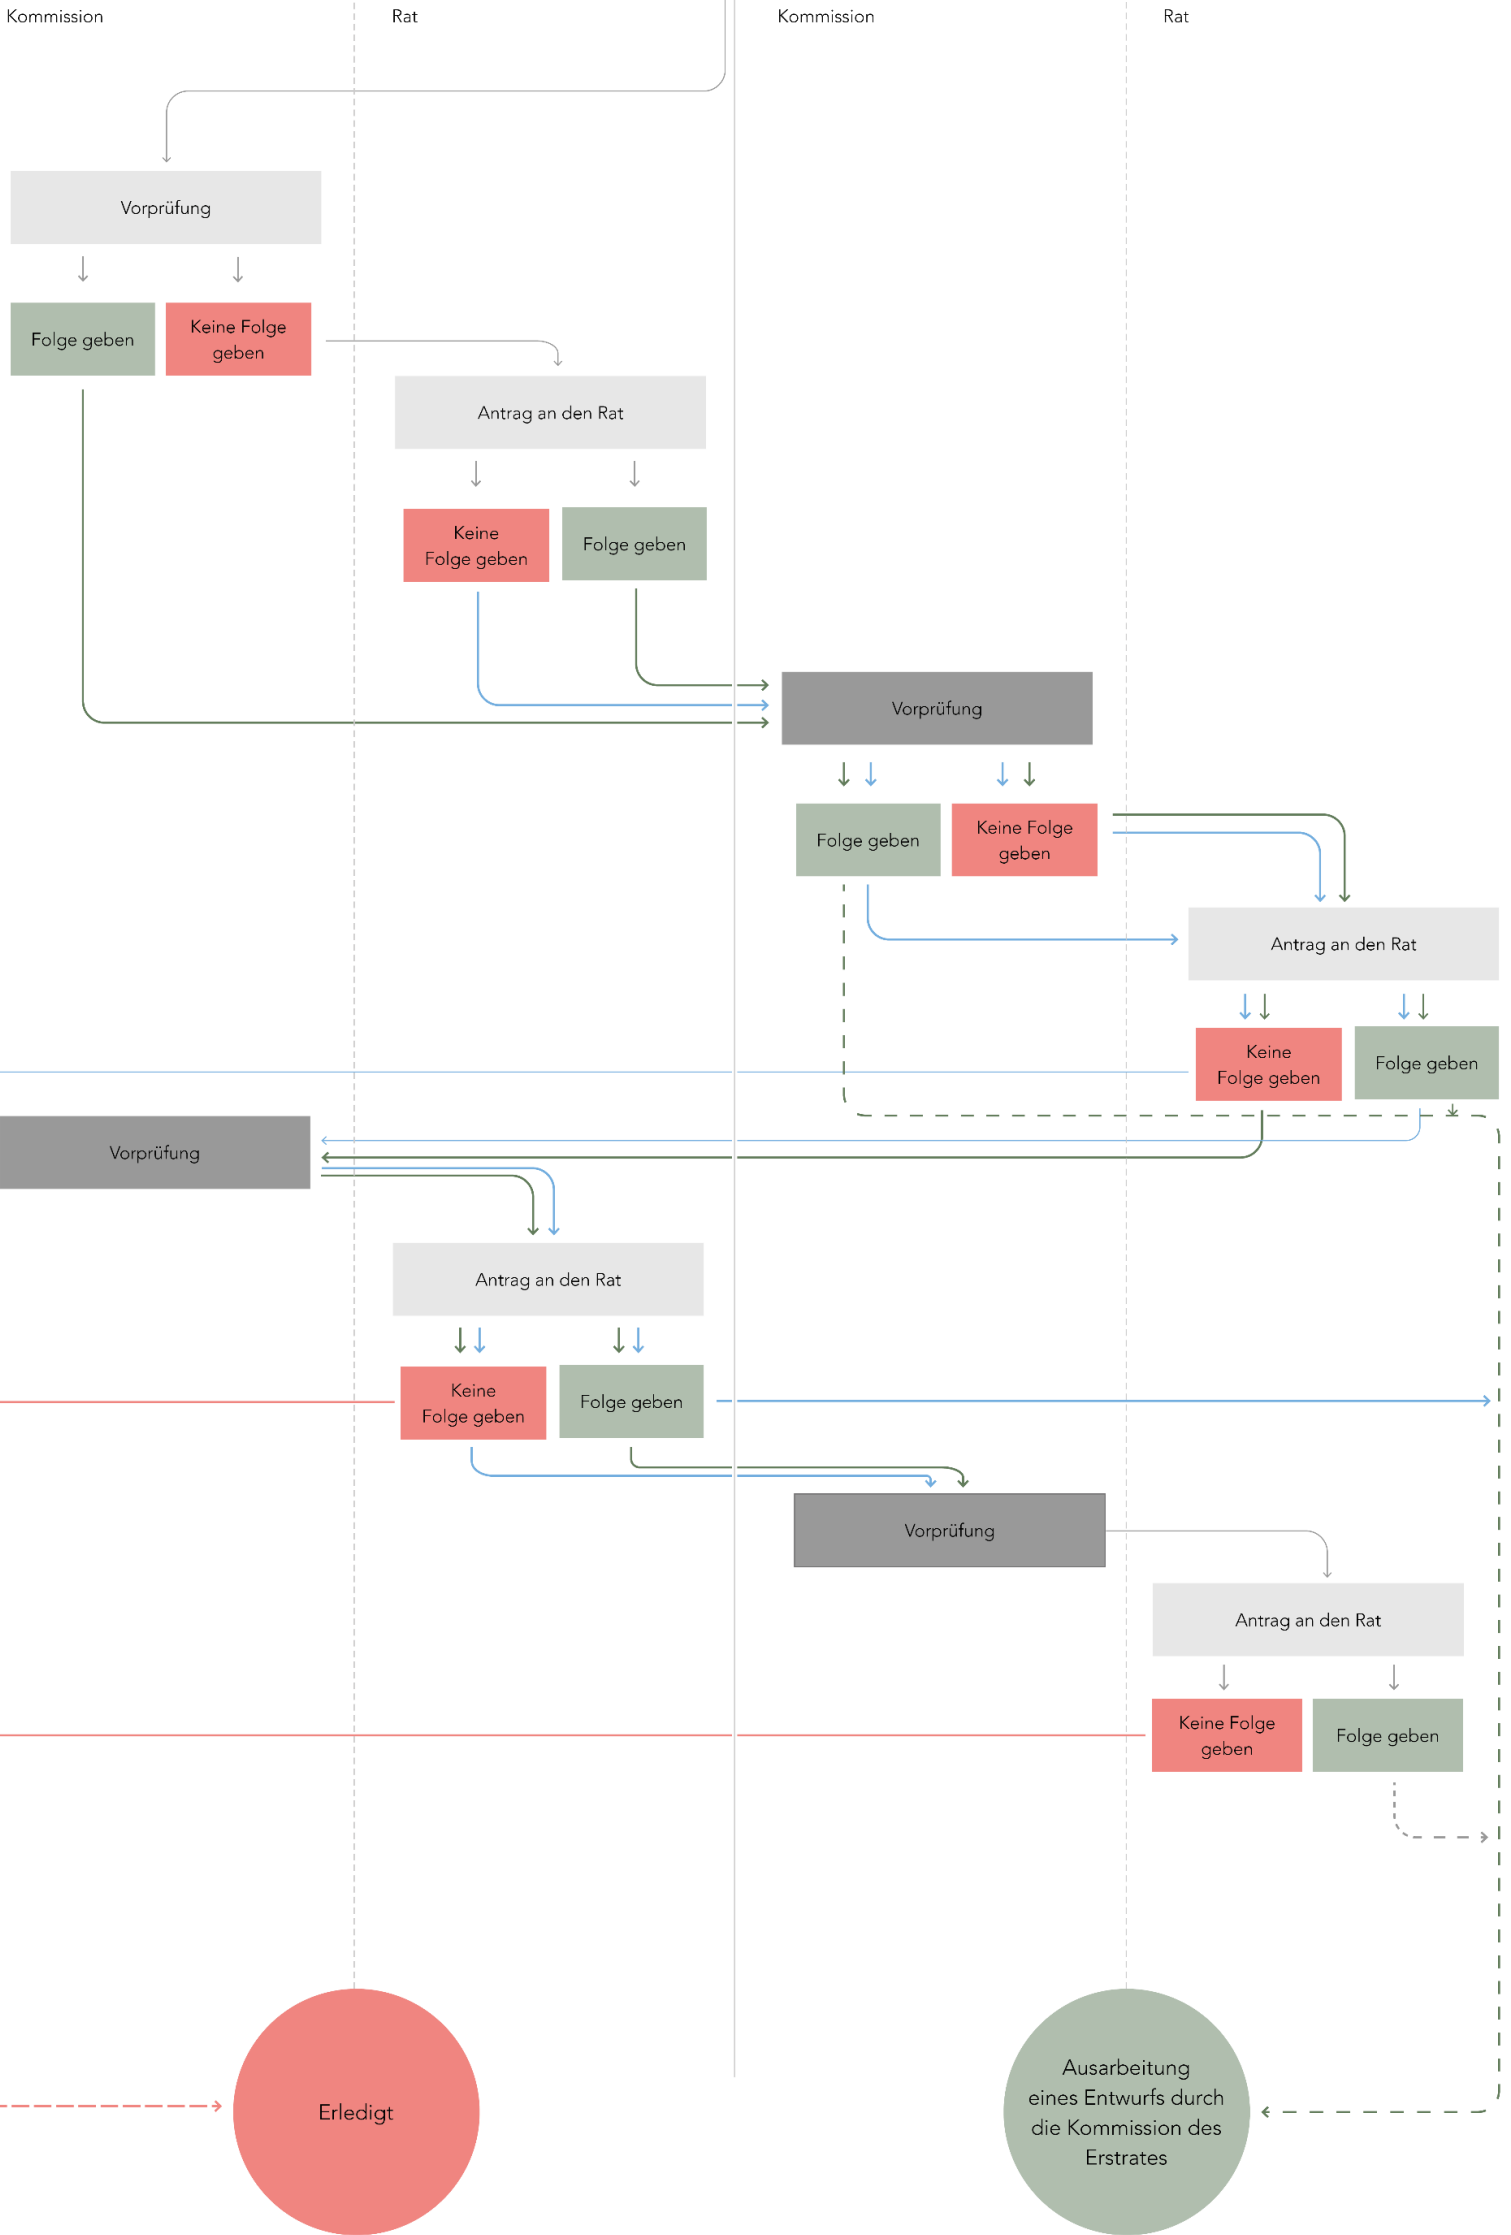 Kommission
Rat
Kommission
Rat
Vorprüfung
Folge geben
Keine Folge
geben
Antrag an den Rat
Keine
Folge geben
Folge geben
Vorprüfung
Folge geben
Keine Folge
geben
Antrag an den Rat
Keine
Folge geben
Folge geben
Vorprüfung
Antrag an den Rat
Keine
Folge geben
Folge geben
Vorprüfung
Antrag an den Rat
Keine Folge
geben
Folge geben
Erledigt
Ausarbeitung
eines Entwurfs durch
die Kommission des
Erstrates